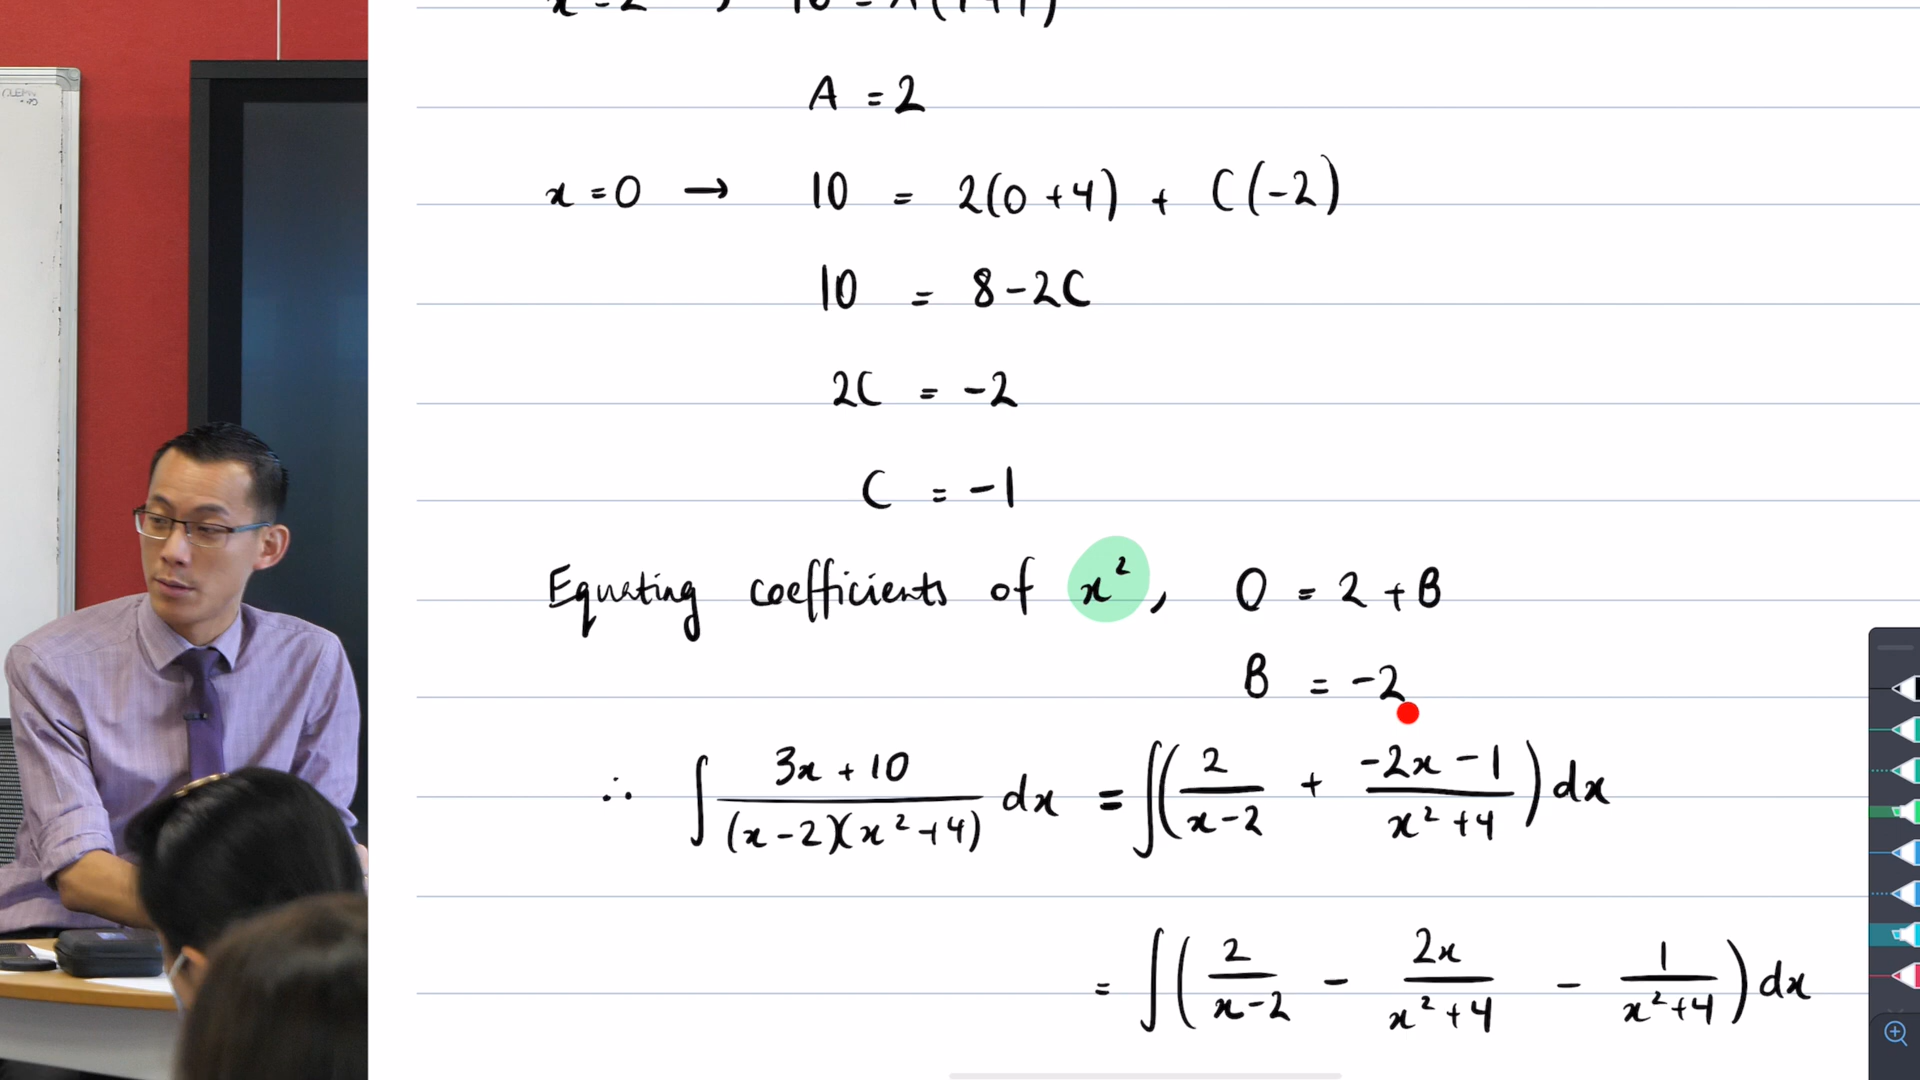 A = 2
x = 0 → 10 = 2(0 + 4) + C(-2)
10 = 8 - 2C
2C = -2
C = -1
Equating coefficients of x², 0 = 2 + B
B = -2
∴ ∫ (3x + 10)/((x - 2)(x² + 4)) dx = ∫ (2/(x - 2) + (-2x - 1)/(x² + 4)) dx
= ∫ (2/(x - 2) - 2x/(x² + 4) - 1/(x² + 4)) dx